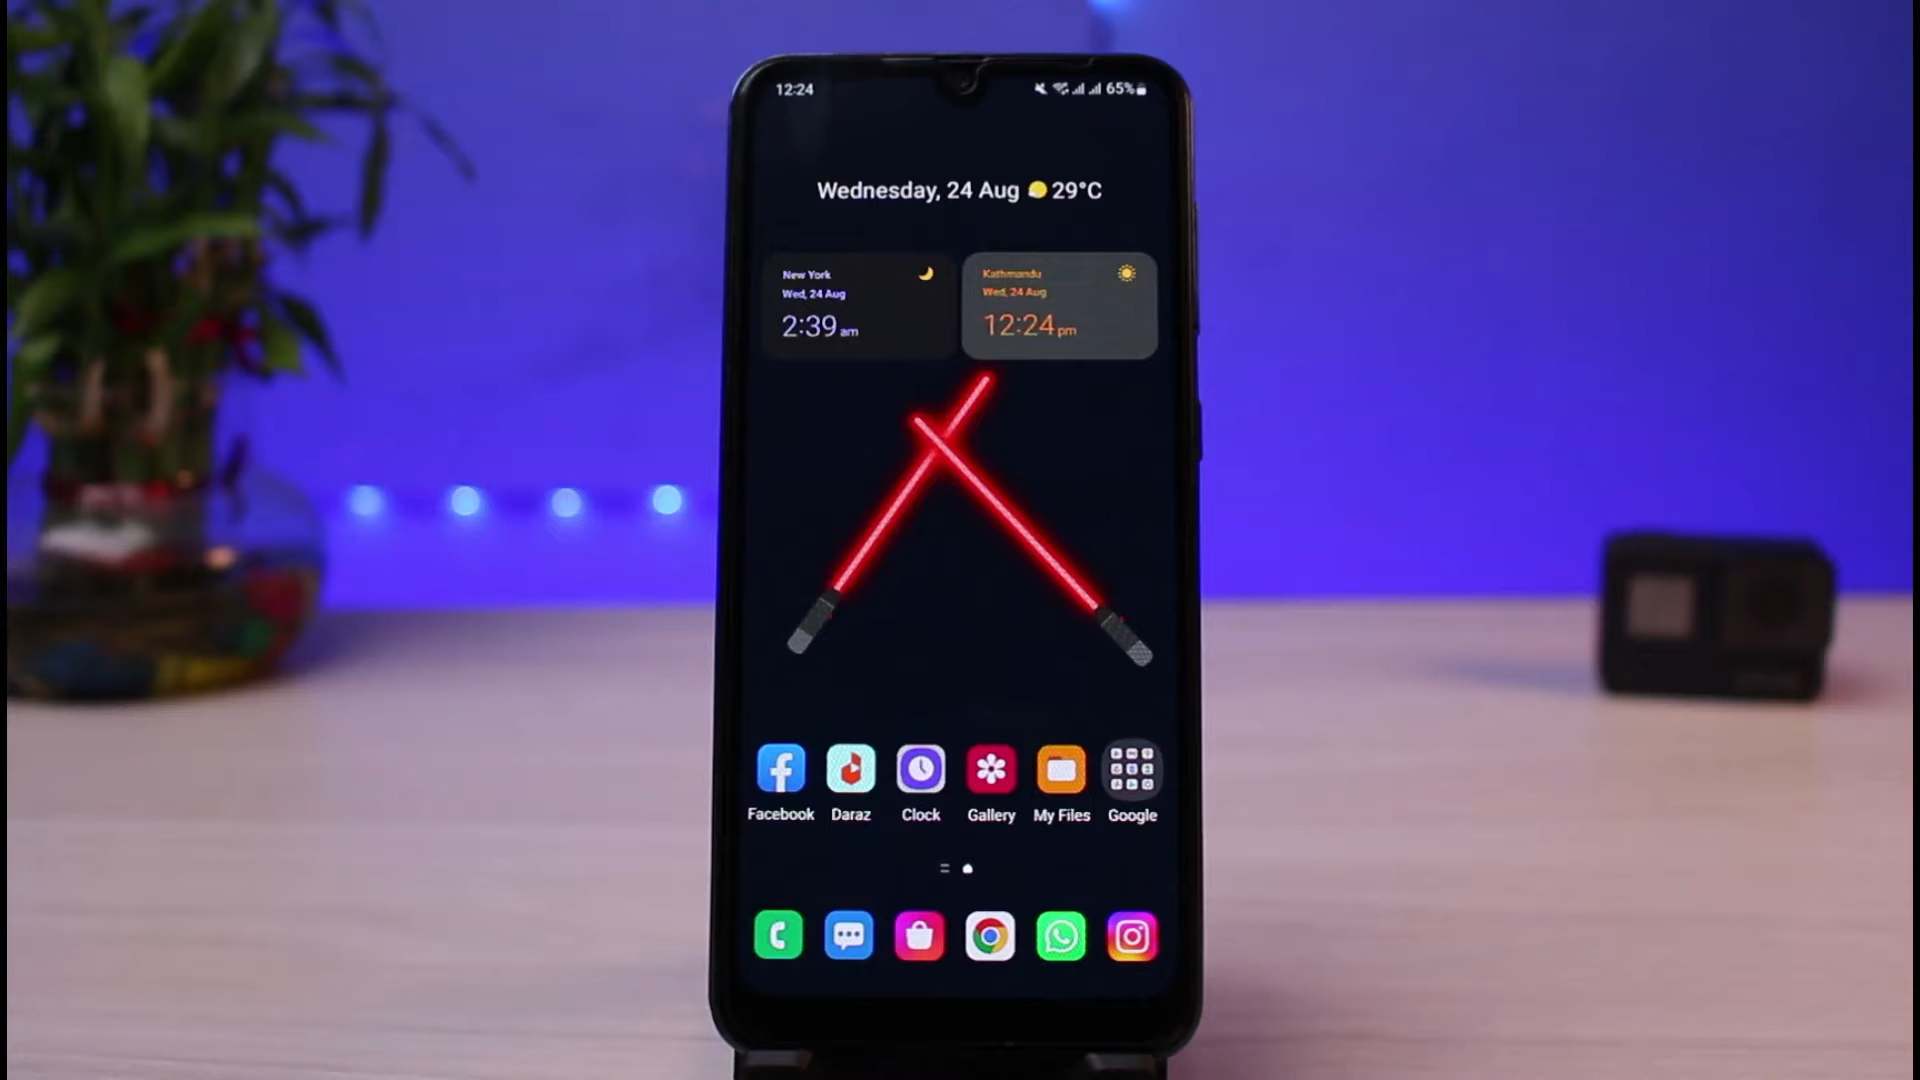 12:24
65%
Wednesday, 24 Aug 29°C
New York
Wed, 24 Aug
2:39 am
Kathmandu
Wed, 24 Aug
12:24 pm
Facebook Daraz Clock Gallery My Files Google